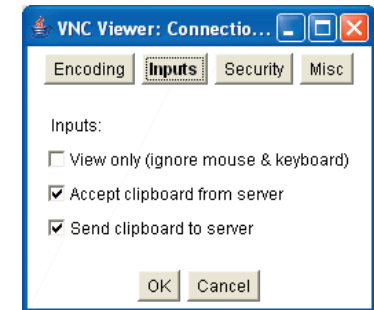 VNC Viewer: Connectio...
Encoding Inputs Security Misc
Inputs:
View only (ignore mouse & keyboard)
Accept clipboard from server
Send clipboard to server
OK Cancel